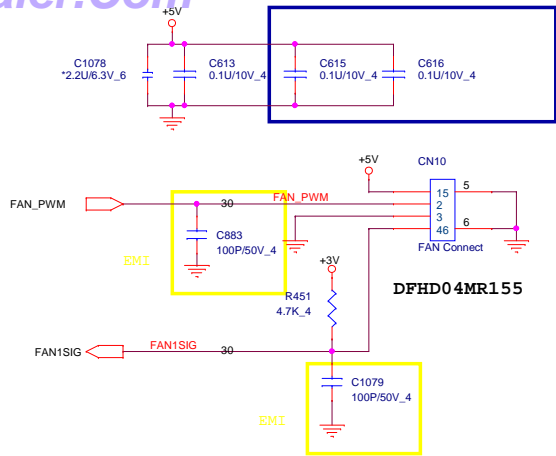 aler.Com
+5V
C1078
*2.2U/6.3V_6
C613
0.1U/10V_4
C615
0.1U/10V_4
C616
0.1U/10V_4
+5V
CN10
FAN_PWM
30
FAN_PWM
15
2
3
46
5
6
FAN Connect
C883
100P/50V_4
EMI
+3V
R451
4.7K_4
DFHD04MR155
FAN1SIG
FAN1SIG
30
C1079
100P/50V_4
EMI